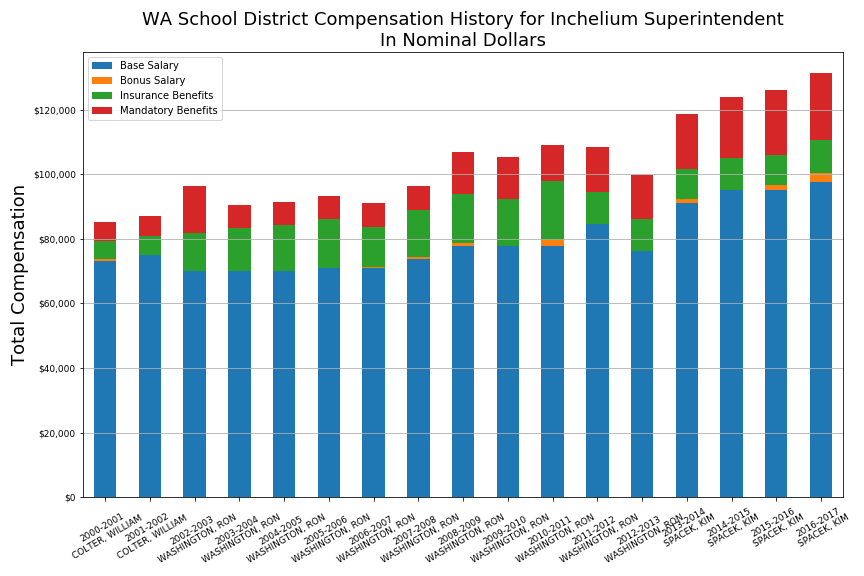 WA School District Compensation History for Inchelium Superintendent
In Nominal Dollars
Base Salary
Bonus Salary
Insurance Benefits
Mandatory Benefits
Total Compensation
$120,000
$100,000
$80,000
$60,000
$40,000
$20,000
$0
2000-2001
COLTER, WILLIAM
2001-2002
COLTER, WILLIAM
2002-2003
WASHINGTON, RON
2003-2004
WASHINGTON, RON
2004-2005
WASHINGTON, RON
2005-2006
WASHINGTON, RON
2006-2007
WASHINGTON, RON
2007-2008
WASHINGTON, RON
2008-2009
WASHINGTON, RON
2009-2010
WASHINGTON, RON
2010-2011
WASHINGTON, RON
2011-2012
WASHINGTON, RON
2012-2013
WASHINGTON, RON
2013-2014
SPACEK, KIM
2014-2015
SPACEK, KIM
2015-2016
SPACEK, KIM
2016-2017
SPACEK, KIM